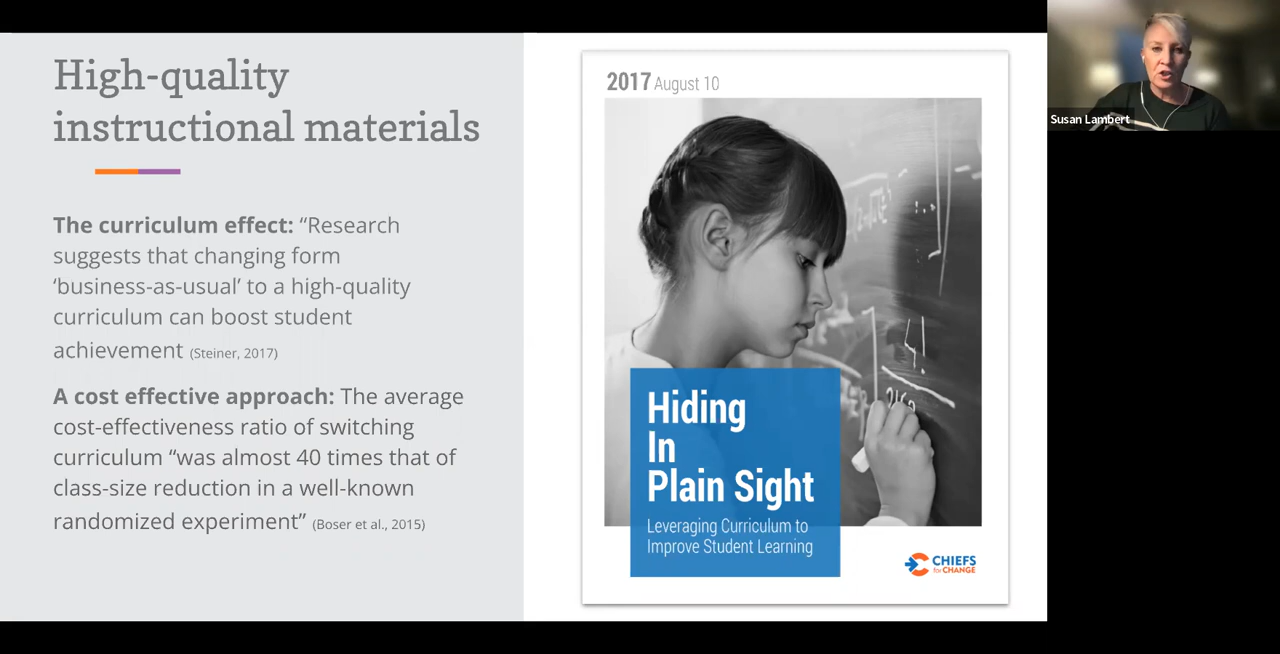 High-quality
instructional materials
The curriculum effect: “Research
suggests that changing form
‘business-as-usual’ to a high-quality
curriculum can boost student
achievement (Steiner, 2017)
A cost effective approach: The average
cost-effectiveness ratio of switching
curriculum “was almost 40 times that of
class-size reduction in a well-known
randomized experiment” (Boser et al., 2015)
2017 August 10
Hiding
In
Plain Sight
Leveraging Curriculum to
Improve Student Learning
CHIEFS
for CHANGE
Susan Lambert